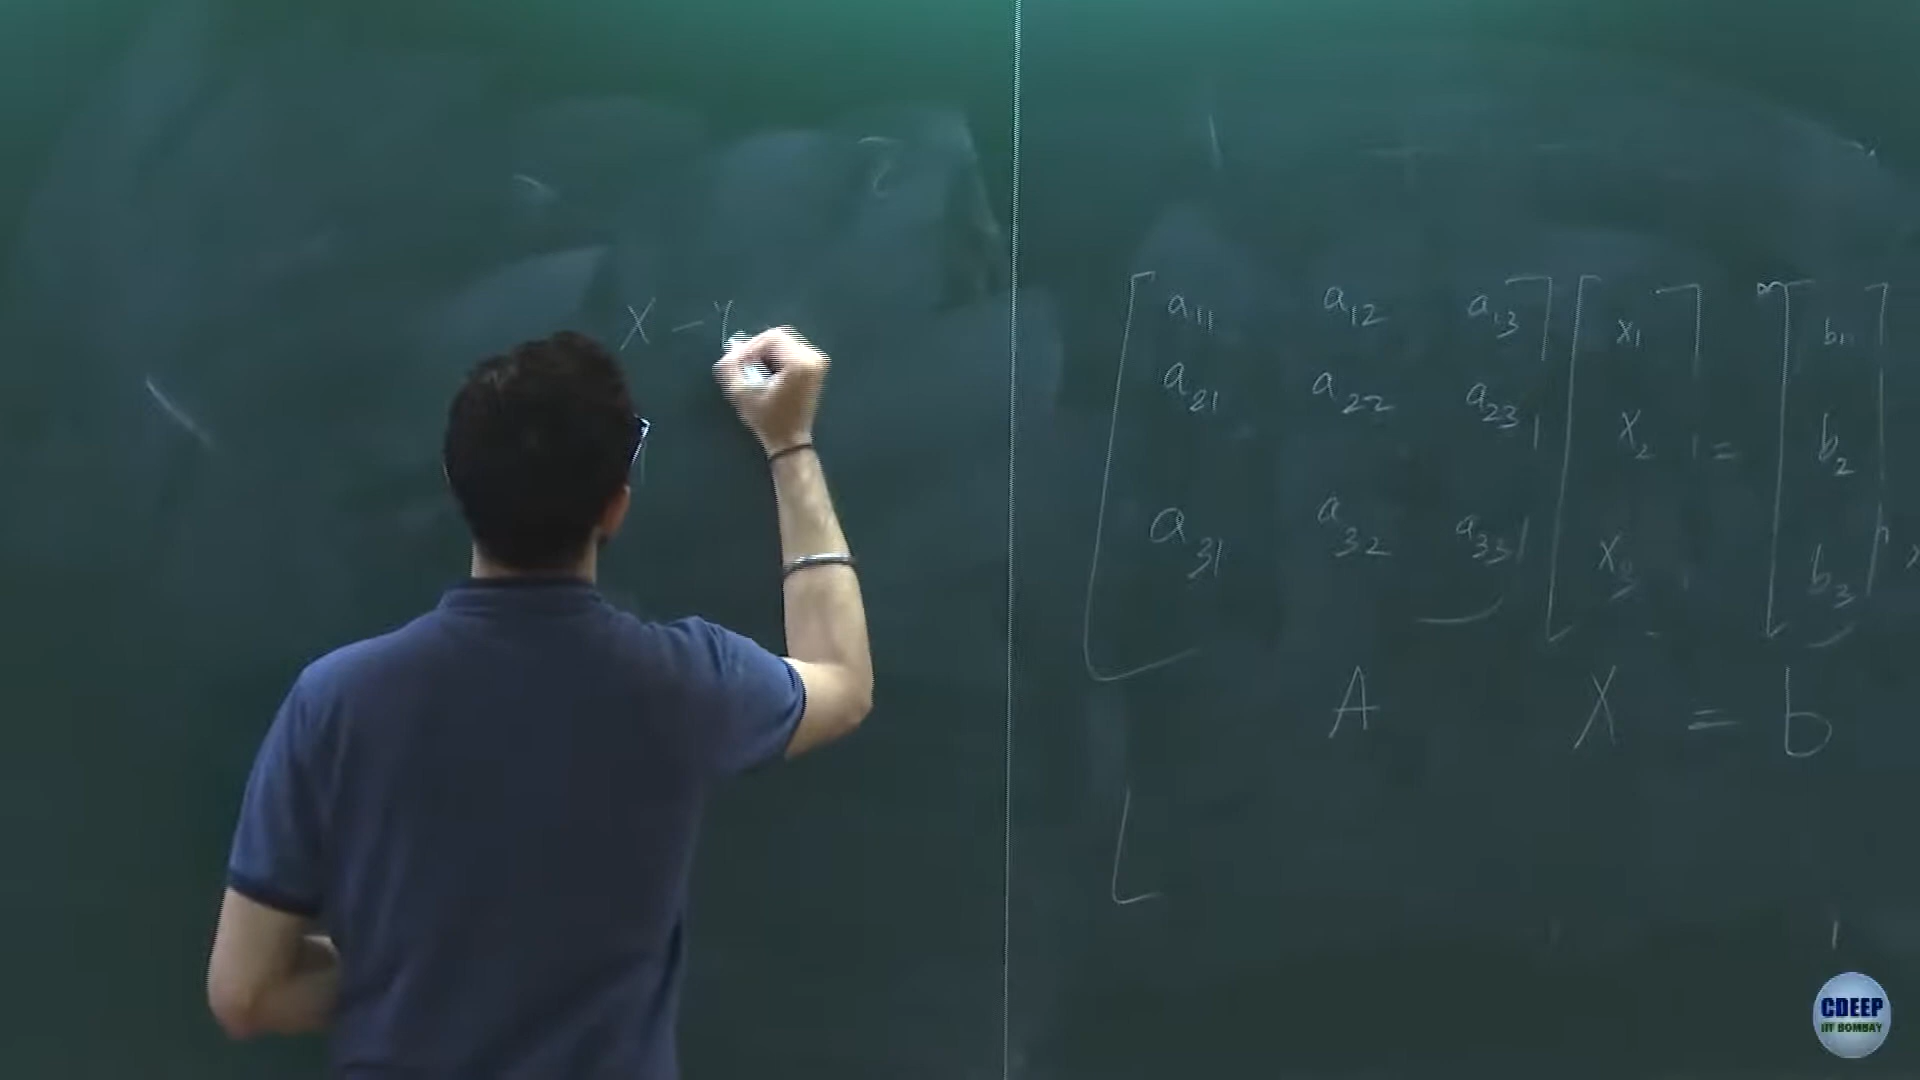 X - Y
a11 a12 a13 x1 b1
a21 a22 a23 x2 = b2
a31 a32 a33 x3 b3
A X = b
CDEEP
IIT BOMBAY